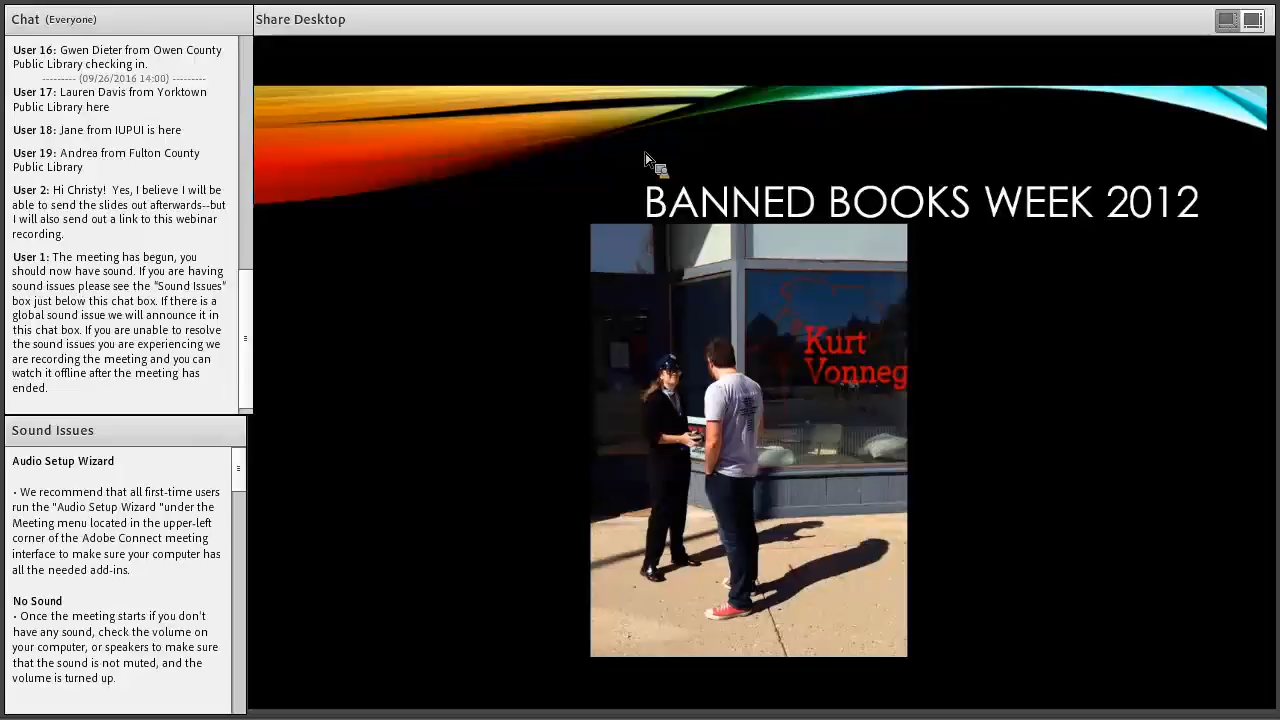 Chat (Everyone)
User 16: Gwen Dieter from Owen County
Public Library checking in.
--------- (09/26/2016 14:00) ---------
User 17: Lauren Davis from Yorktown
Public Library here
User 18: Jane from IUPUI is here
User 19: Andrea from Fulton County
Public Library
User 2: Hi Christy!  Yes, I believe I will be
able to send the slides out afterwards--but
I will also send out a link to this webinar
recording.
User 1: The meeting has begun, you
should now have sound. If you are having
sound issues please see the "Sound Issues"
box just below this chat box. If there is a
global sound issue we will announce it in
this chat box. If you are unable to resolve
the sound issues you are experiencing we
are recording the meeting and you can
watch it offline after the meeting has
ended.
Sound Issues
Audio Setup Wizard
• We recommend that all first-time users
run the "Audio Setup Wizard "under the
Meeting menu located in the upper-left
corner of the Adobe Connect meeting
interface to make sure your computer has
all the needed add-ins.
No Sound
• Once the meeting starts if you don't
have any sound, check the volume on
your computer, or speakers to make sure
that the sound is not muted, and the
volume is turned up.
Share Desktop
BANNED BOOKS WEEK 2012
Kurt
Vonneg